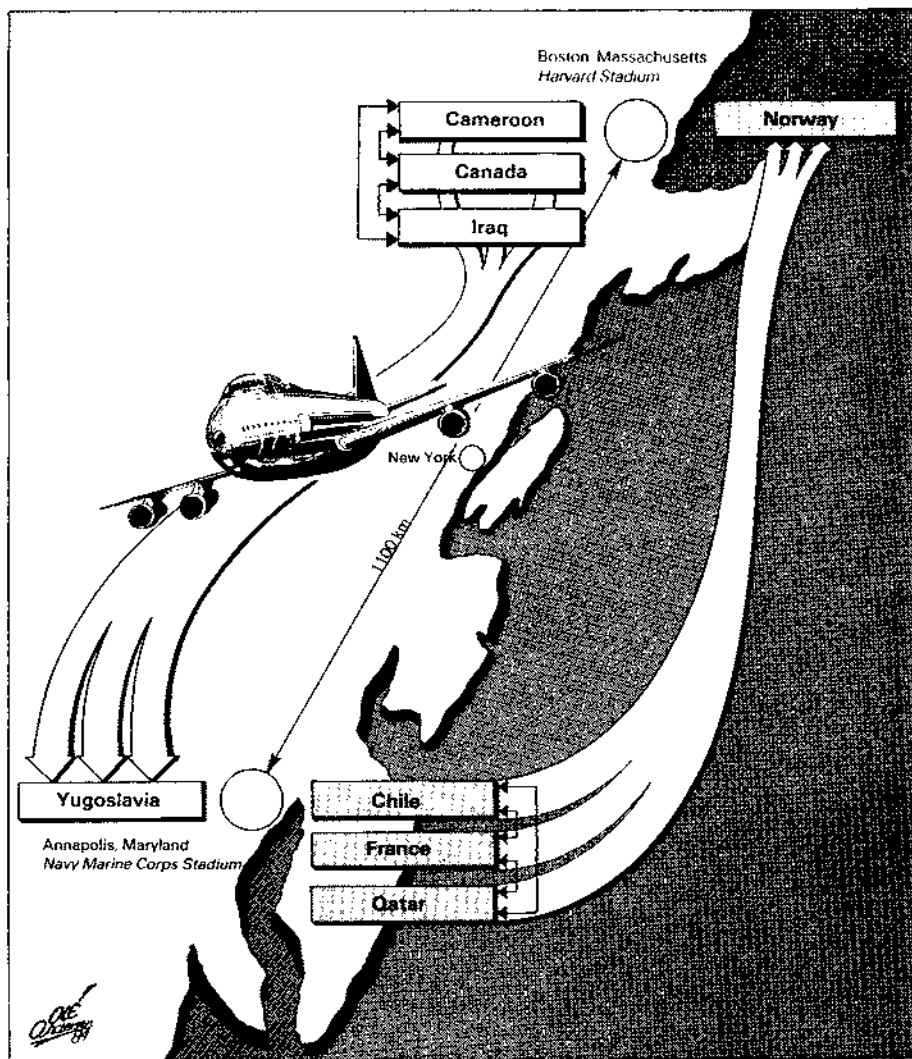 Boston Massachusetts
Harvard Stadium
Cameroon
Norway
Canada
Iraq
New York
1100 km
Yugoslavia
Chile
Annapolis, Maryland
Navy Marine Corps Stadium
France
Qatar